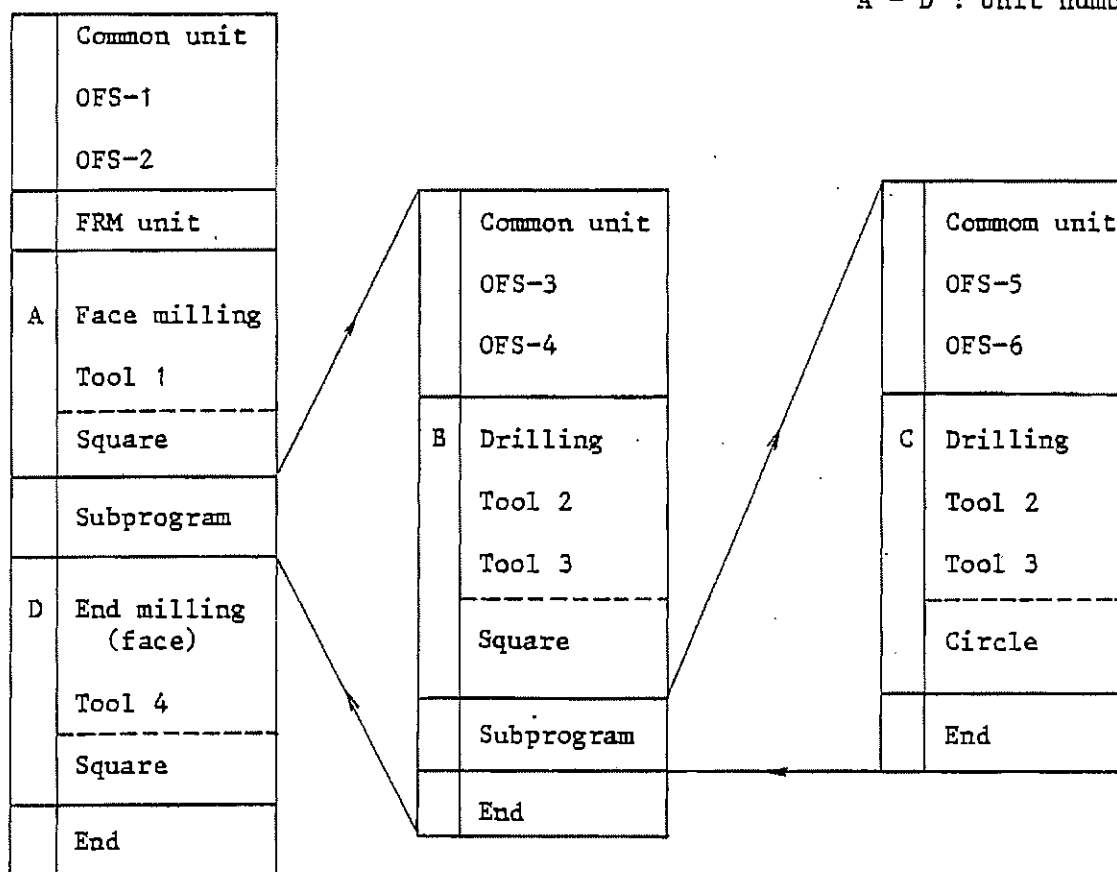 A - D : Unit
Common unit
OFS-1
OFS-2
FRM unit
A Face milling
Tool 1
Square
Subprogram
D End milling
(face)
Tool 4
Square
End
Common unit
OFS-3
OFS-4
B Drilling
Tool 2
Tool 3
Square
Subprogram
End
Commom unit
OFS-5
OFS-6
C Drilling
Tool 2
Tool 3
Circle
End